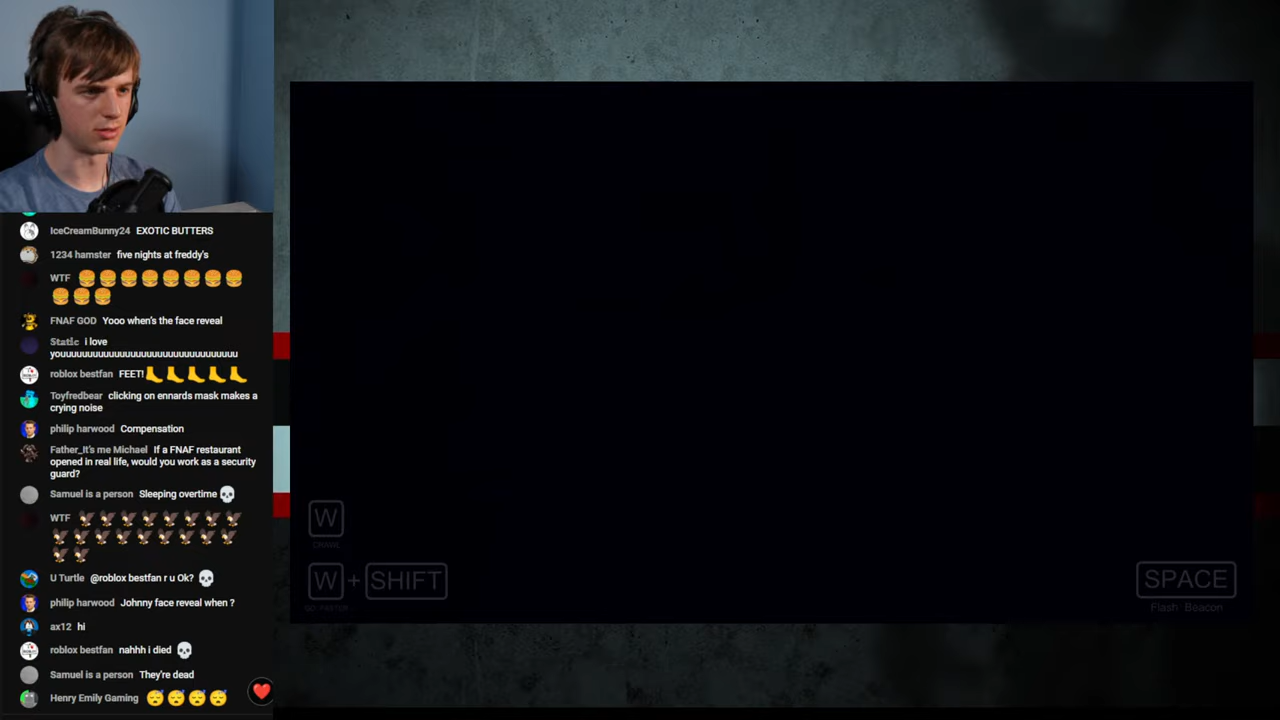 IceCreamBunny24 EXOTIC BUTTERS
1234 hamster five nights at freddy's
WTF
FNAF GOD Yooo when's the face reveal
Static i love
youuuuuuuuuuuuuuuuuuuuuuuuuuuuuuuuu
roblox bestfan FEET!
Toyfredbear clicking on ennards mask makes a
crying noise
philip harwood Compensation
Father_It's me Michael If a FNAF restaurant
opened in real life, would you work as a security
guard?
Samuel is a person Sleeping overtime
WTF
U Turtle @roblox bestfan r u Ok?
philip harwood Johnny face reveal when ?
ax12 hi
roblox bestfan nahhh i died
Samuel is a person They're dead
Henry Emily Gaming
W
CRAWL
W + SHIFT
GO FASTER
SPACE
Flash Beacon